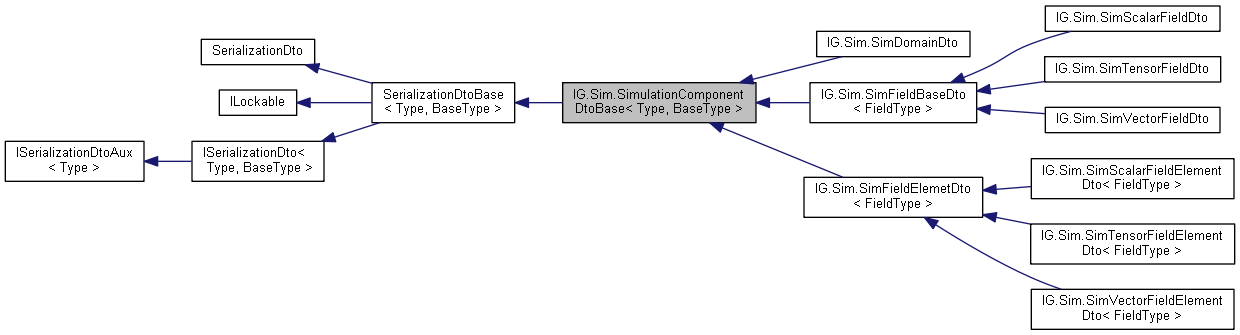 SerializationDto
ILockable
ISerializationDtoAux
< Type >
ISerializationDto<
Type, BaseType >
SerializationDtoBase
< Type, BaseType >
IG.Sim.SimulationComponent
DtoBase< Type, BaseType >
IG.Sim.SimDomainDto
IG.Sim.SimFieldBaseDto
< FieldType >
IG.Sim.SimFieldElemetDto
< FieldType >
IG.Sim.SimScalarFieldDto
IG.Sim.SimTensorFieldDto
IG.Sim.SimVectorFieldDto
IG.Sim.SimScalarFieldElement
Dto< FieldType >
IG.Sim.SimTensorFieldElement
Dto< FieldType >
IG.Sim.SimVectorFieldElement
Dto< FieldType >